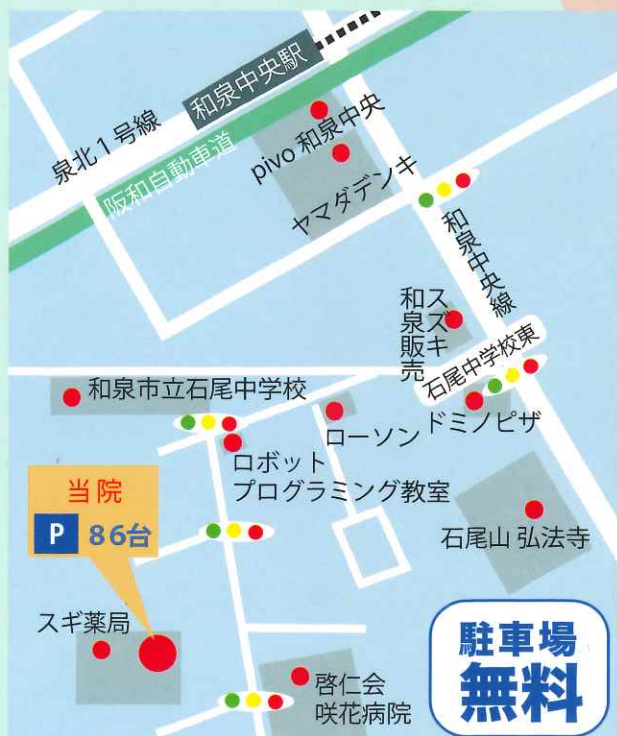 和泉中央駅
泉北1号線
阪和自動車道
pivo 和泉中央
ヤマダデンキ
和泉中央線
和泉
スズキ
販売
石尾中学校東
和泉市立石尾中学校
ローソン
ドミノピザ
ロボット
プログラミング教室
当院
P 86台
石尾山 弘法寺
スギ薬局
啓仁会
咲花病院
駐車場
無料